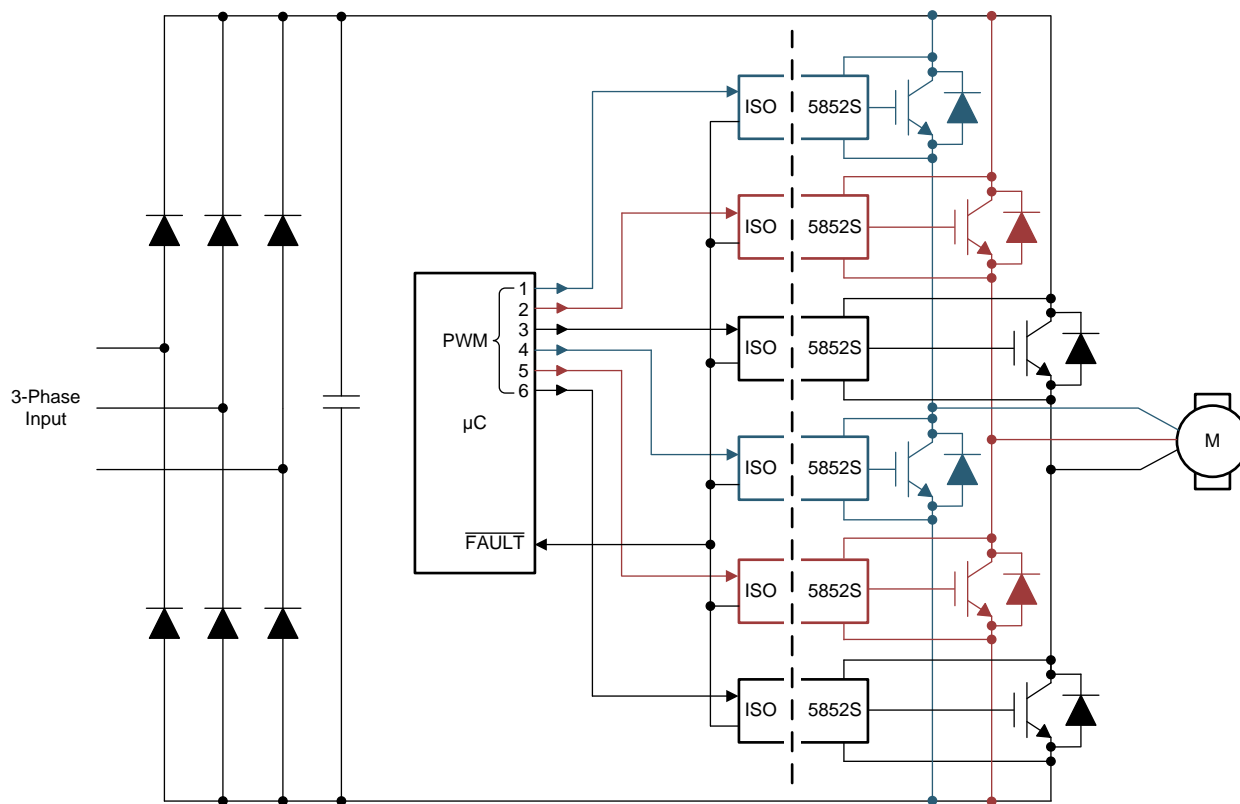 ISO 5852S
ISO 5852S
1
2
3
4
5
6
PWM
µC
FAULT
ISO 5852S
3-Phase
Input
ISO 5852S
M
ISO 5852S
ISO 5852S